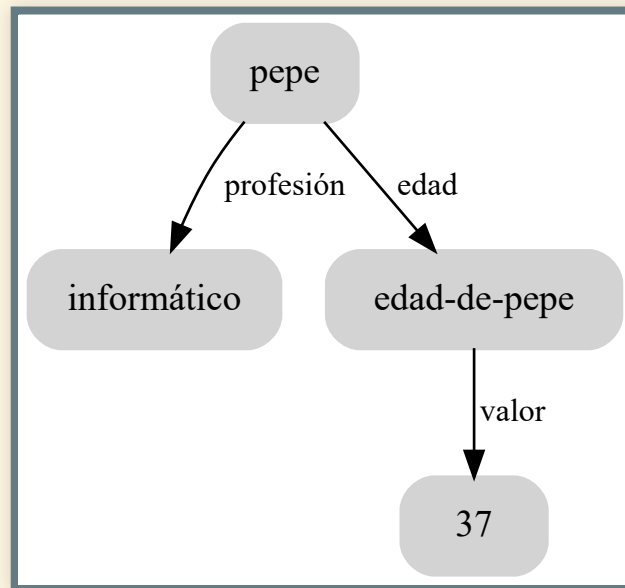 pepe
profesión
edad
informático
edad-de-pepe
valor
37